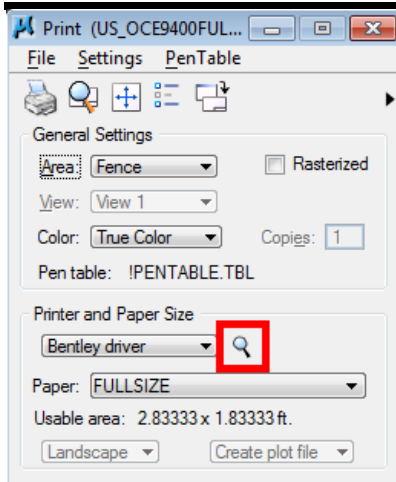 Print (US_OCE9400FUL...
File Settings PenTable
General Settings
Area: Fence Rasterized
View: View 1
Color: True Color Copies: 1
Pen table: !PENTABLE.TBL
Printer and Paper Size
Bentley driver
Paper: FULLSIZE
Usable area: 2.83333 x 1.83333 ft.
Landscape Create plot file